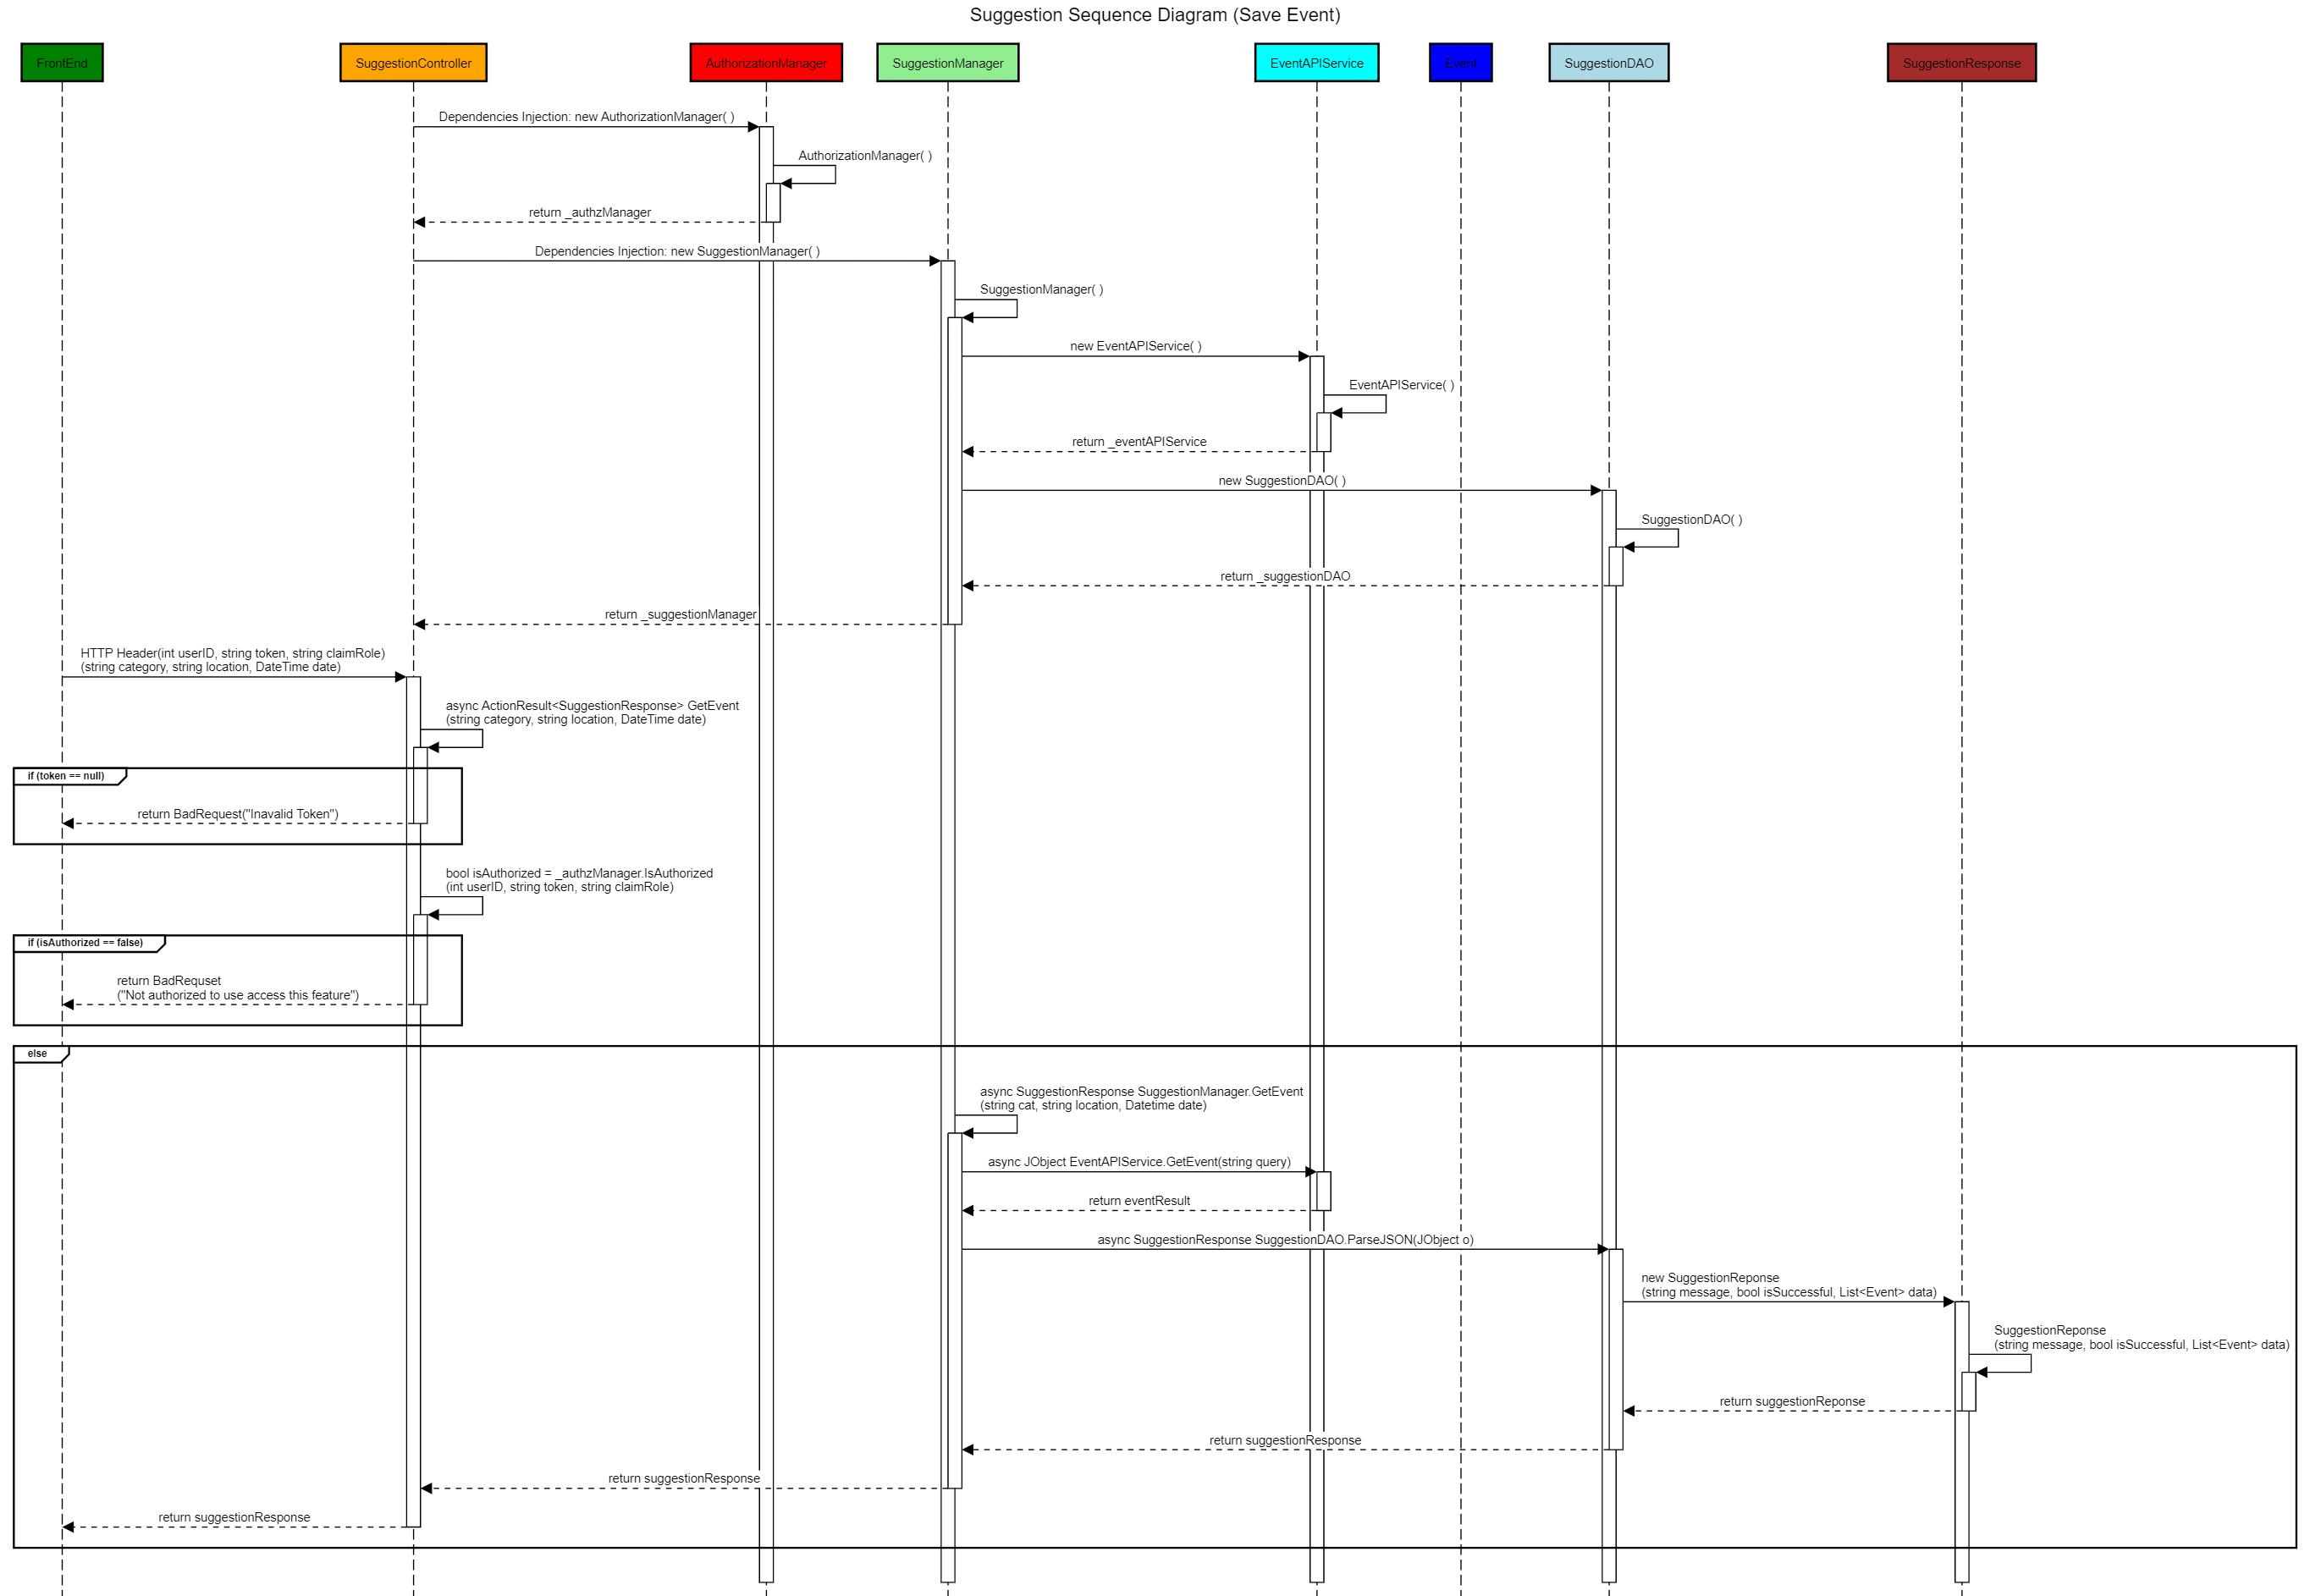 Suggestion Sequence Diagram (Save Event)
FrontEnd
SuggestionController
AuthorizationManager
SuggestionManager
EventAPIService
Event
SuggestionDAO
SuggestionResponse
Dependencies Injection: new AuthorizationManager( )
AuthorizationManager( )
return _authzManager
Dependencies Injection: new SuggestionManager( )
SuggestionManager( )
new EventAPIService( )
EventAPIService( )
return _eventAPIService
new SuggestionDAO( )
SuggestionDAO( )
return _suggestionDAO
return _suggestionManager
HTTP Header(int userID, string token, string claimRole)
(string category, string location, DateTime date)
async ActionResult<SuggestionResponse> GetEvent
(string category, string location, DateTime date)
if (token == null)
return BadRequest("Inavalid Token")
bool isAuthorized = _authzManager.IsAuthorized
(int userID, string token, string claimRole)
if (isAuthorized == false)
return BadRequset
("Not authorized to use access this feature")
else
async SuggestionResponse SuggestionManager.GetEvent
(string cat, string location, Datetime date)
async JObject EventAPIService.GetEvent(string query)
return eventResult
async SuggestionResponse SuggestionDAO.ParseJSON(JObject o)
new SuggestionReponse
(string message, bool isSuccessful, List<Event> data)
SuggestionReponse
(string message, bool isSuccessful, List<Event> data)
return suggestionReponse
return suggestionResponse
return suggestionResponse
return suggestionResponse